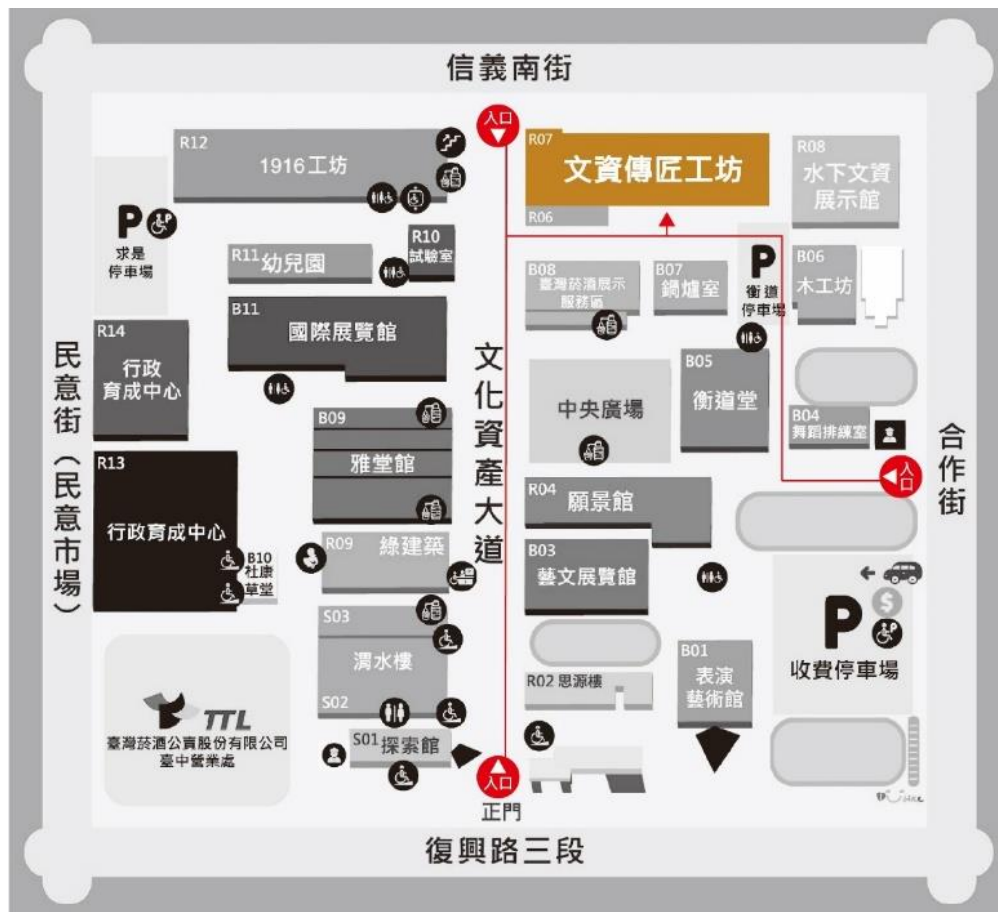 信義南街
入口
R12
1916工坊
R07
文資傳匠工坊
R08
水下文資
展示館
R06
P
求是
停車場
R11 幼兒園
R10
試驗室
B08
臺灣菸酒展示
服務區
B07
鍋爐室
P
衡道
停車場
B06
木工坊
B11
國際展覽館
R14
行政
育成中心
民意街（民意市場）
文化資產大道
中央廣場
B05
衡道堂
B04
舞蹈排練室
合作街
入口
B09
雅堂館
R13
行政育成中心
R04
願景館
B10
杜康
草堂
R09 綠建築
B03
藝文展覽館
$
P
收費停車場
S03
渭水樓
S02
B01
表演
藝術館
R02 思源樓
TTL
臺灣菸酒公賣股份有限公司
臺中營業處
S01 探索館
入口
正門
復興路三段